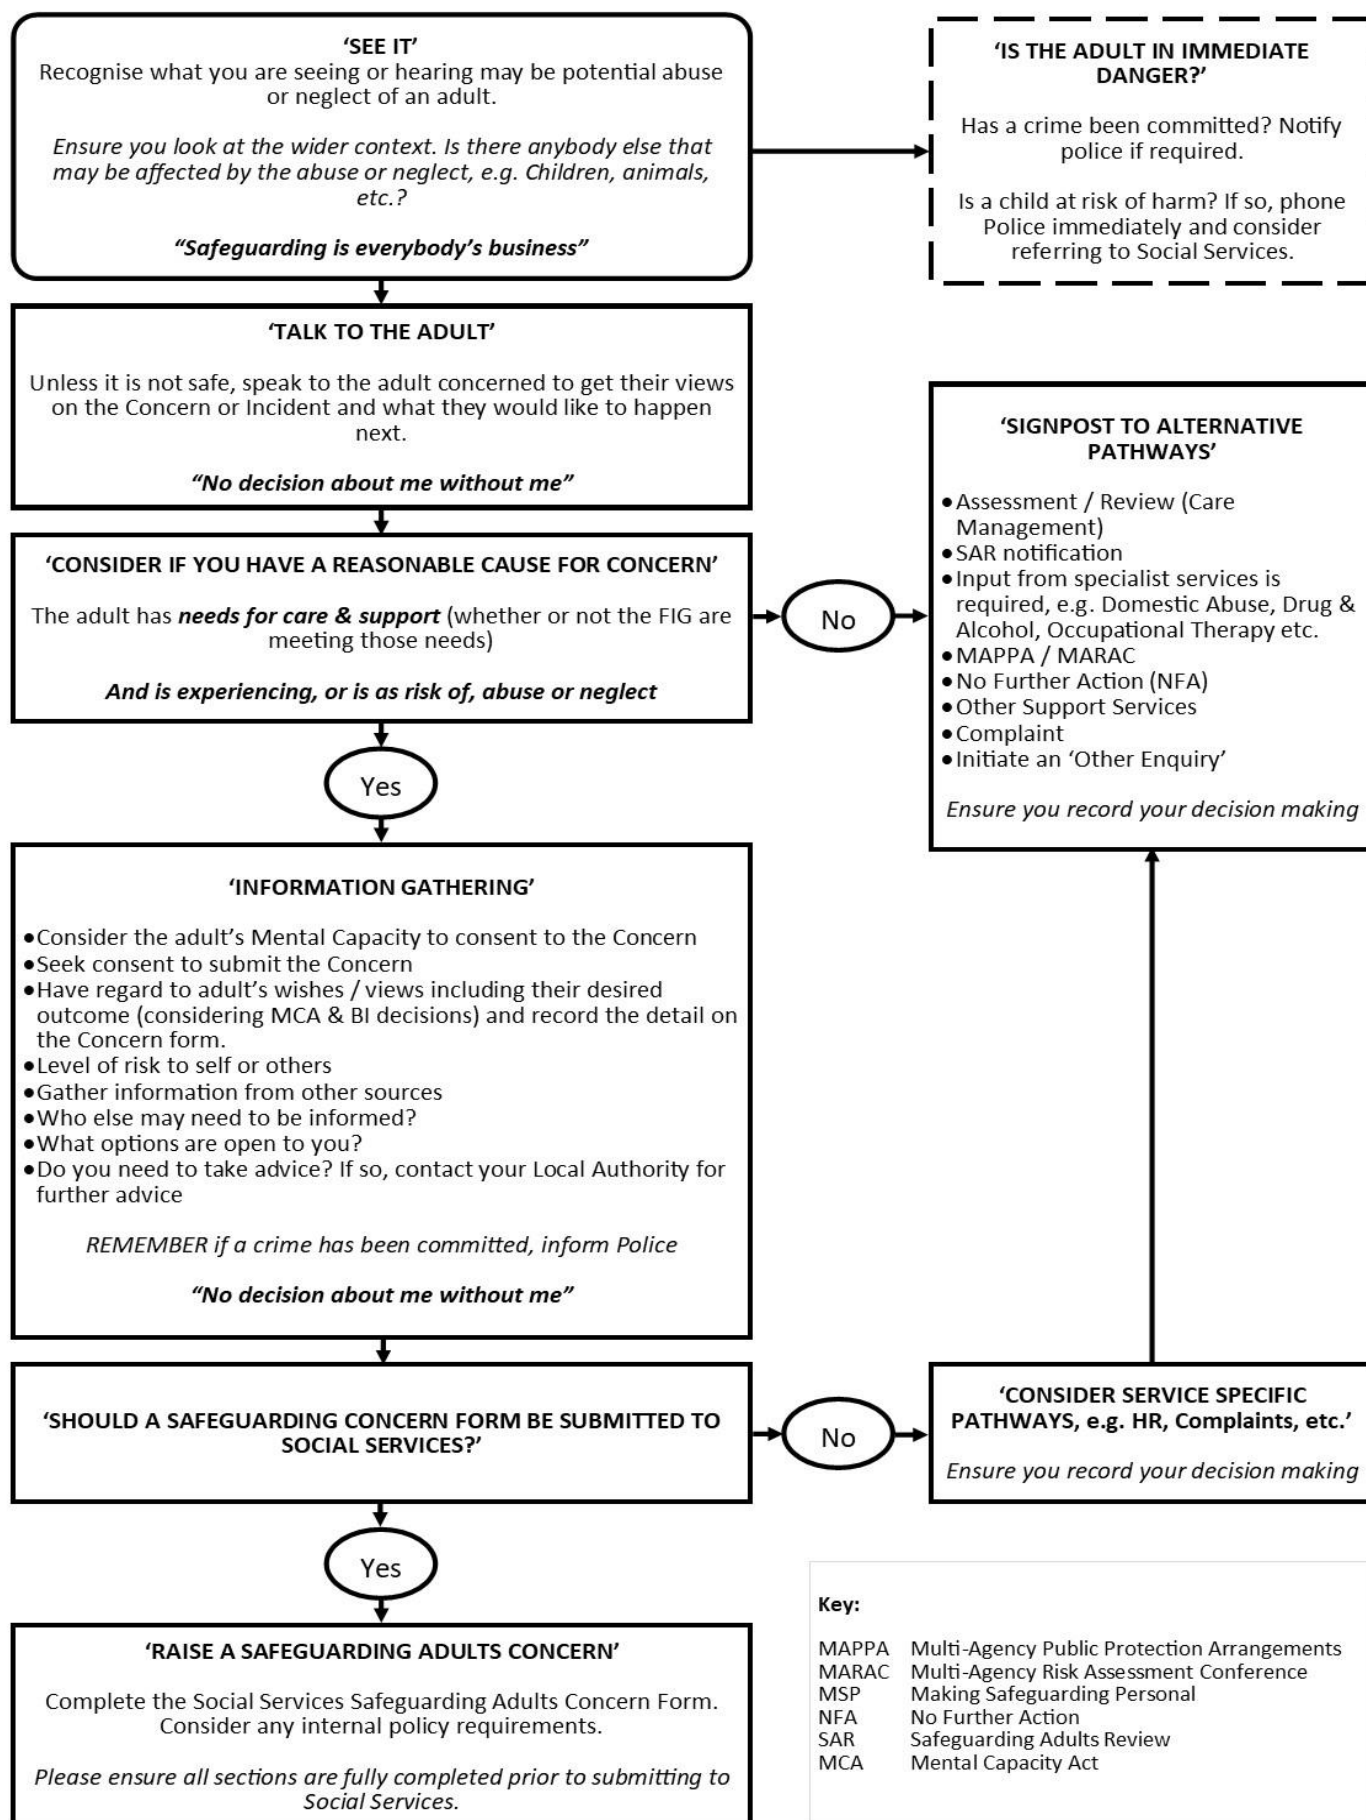 ‘SEE IT’
Recognise what you are seeing or hearing may be potential abuse
or neglect of an adult.
Ensure you look at the wider context. Is there anybody else that
may be affected by the abuse or neglect, e.g. Children, animals,
etc.?
“Safeguarding is everybody’s business”
‘IS THE ADULT IN IMMEDIATE
DANGER?’
Has a crime been committed? Notify
police if required.
Is a child at risk of harm? If so, phone
Police immediately and consider
referring to Social Services.
‘TALK TO THE ADULT’
Unless it is not safe, speak to the adult concerned to get their views
on the Concern or Incident and what they would like to happen
next.
“No decision about me without me”
‘CONSIDER IF YOU HAVE A REASONABLE CAUSE FOR CONCERN’
The adult has needs for care & support (whether or not the FIG are
meeting those needs)
And is experiencing, or is as risk of, abuse or neglect
No
‘SIGNPOST TO ALTERNATIVE
PATHWAYS’
•Assessment / Review (Care
Management)
•SAR notification
•Input from specialist services is
required, e.g. Domestic Abuse, Drug &
Alcohol, Occupational Therapy etc.
•MAPPA / MARAC
•No Further Action (NFA)
•Other Support Services
•Complaint
•Initiate an ‘Other Enquiry’
Ensure you record your decision making
Yes
‘INFORMATION GATHERING’
•Consider the adult’s Mental Capacity to consent to the Concern
•Seek consent to submit the Concern
•Have regard to adult’s wishes / views including their desired
outcome (considering MCA & BI decisions) and record the detail on
the Concern form.
•Level of risk to self or others
•Gather information from other sources
•Who else may need to be informed?
•What options are open to you?
•Do you need to take advice? If so, contact your Local Authority for
further advice
REMEMBER if a crime has been committed, inform Police
“No decision about me without me”
‘SHOULD A SAFEGUARDING CONCERN FORM BE SUBMITTED TO
SOCIAL SERVICES?’
No
‘CONSIDER SERVICE SPECIFIC
PATHWAYS, e.g. HR, Complaints, etc.’
Ensure you record your decision making
Yes
‘RAISE A SAFEGUARDING ADULTS CONCERN’
Complete the Social Services Safeguarding Adults Concern Form.
Consider any internal policy requirements.
Please ensure all sections are fully completed prior to submitting to
Social Services.
Key:
MAPPA Multi-Agency Public Protection Arrangements
MARAC Multi-Agency Risk Assessment Conference
MSP Making Safeguarding Personal
NFA No Further Action
SAR Safeguarding Adults Review
MCA Mental Capacity Act